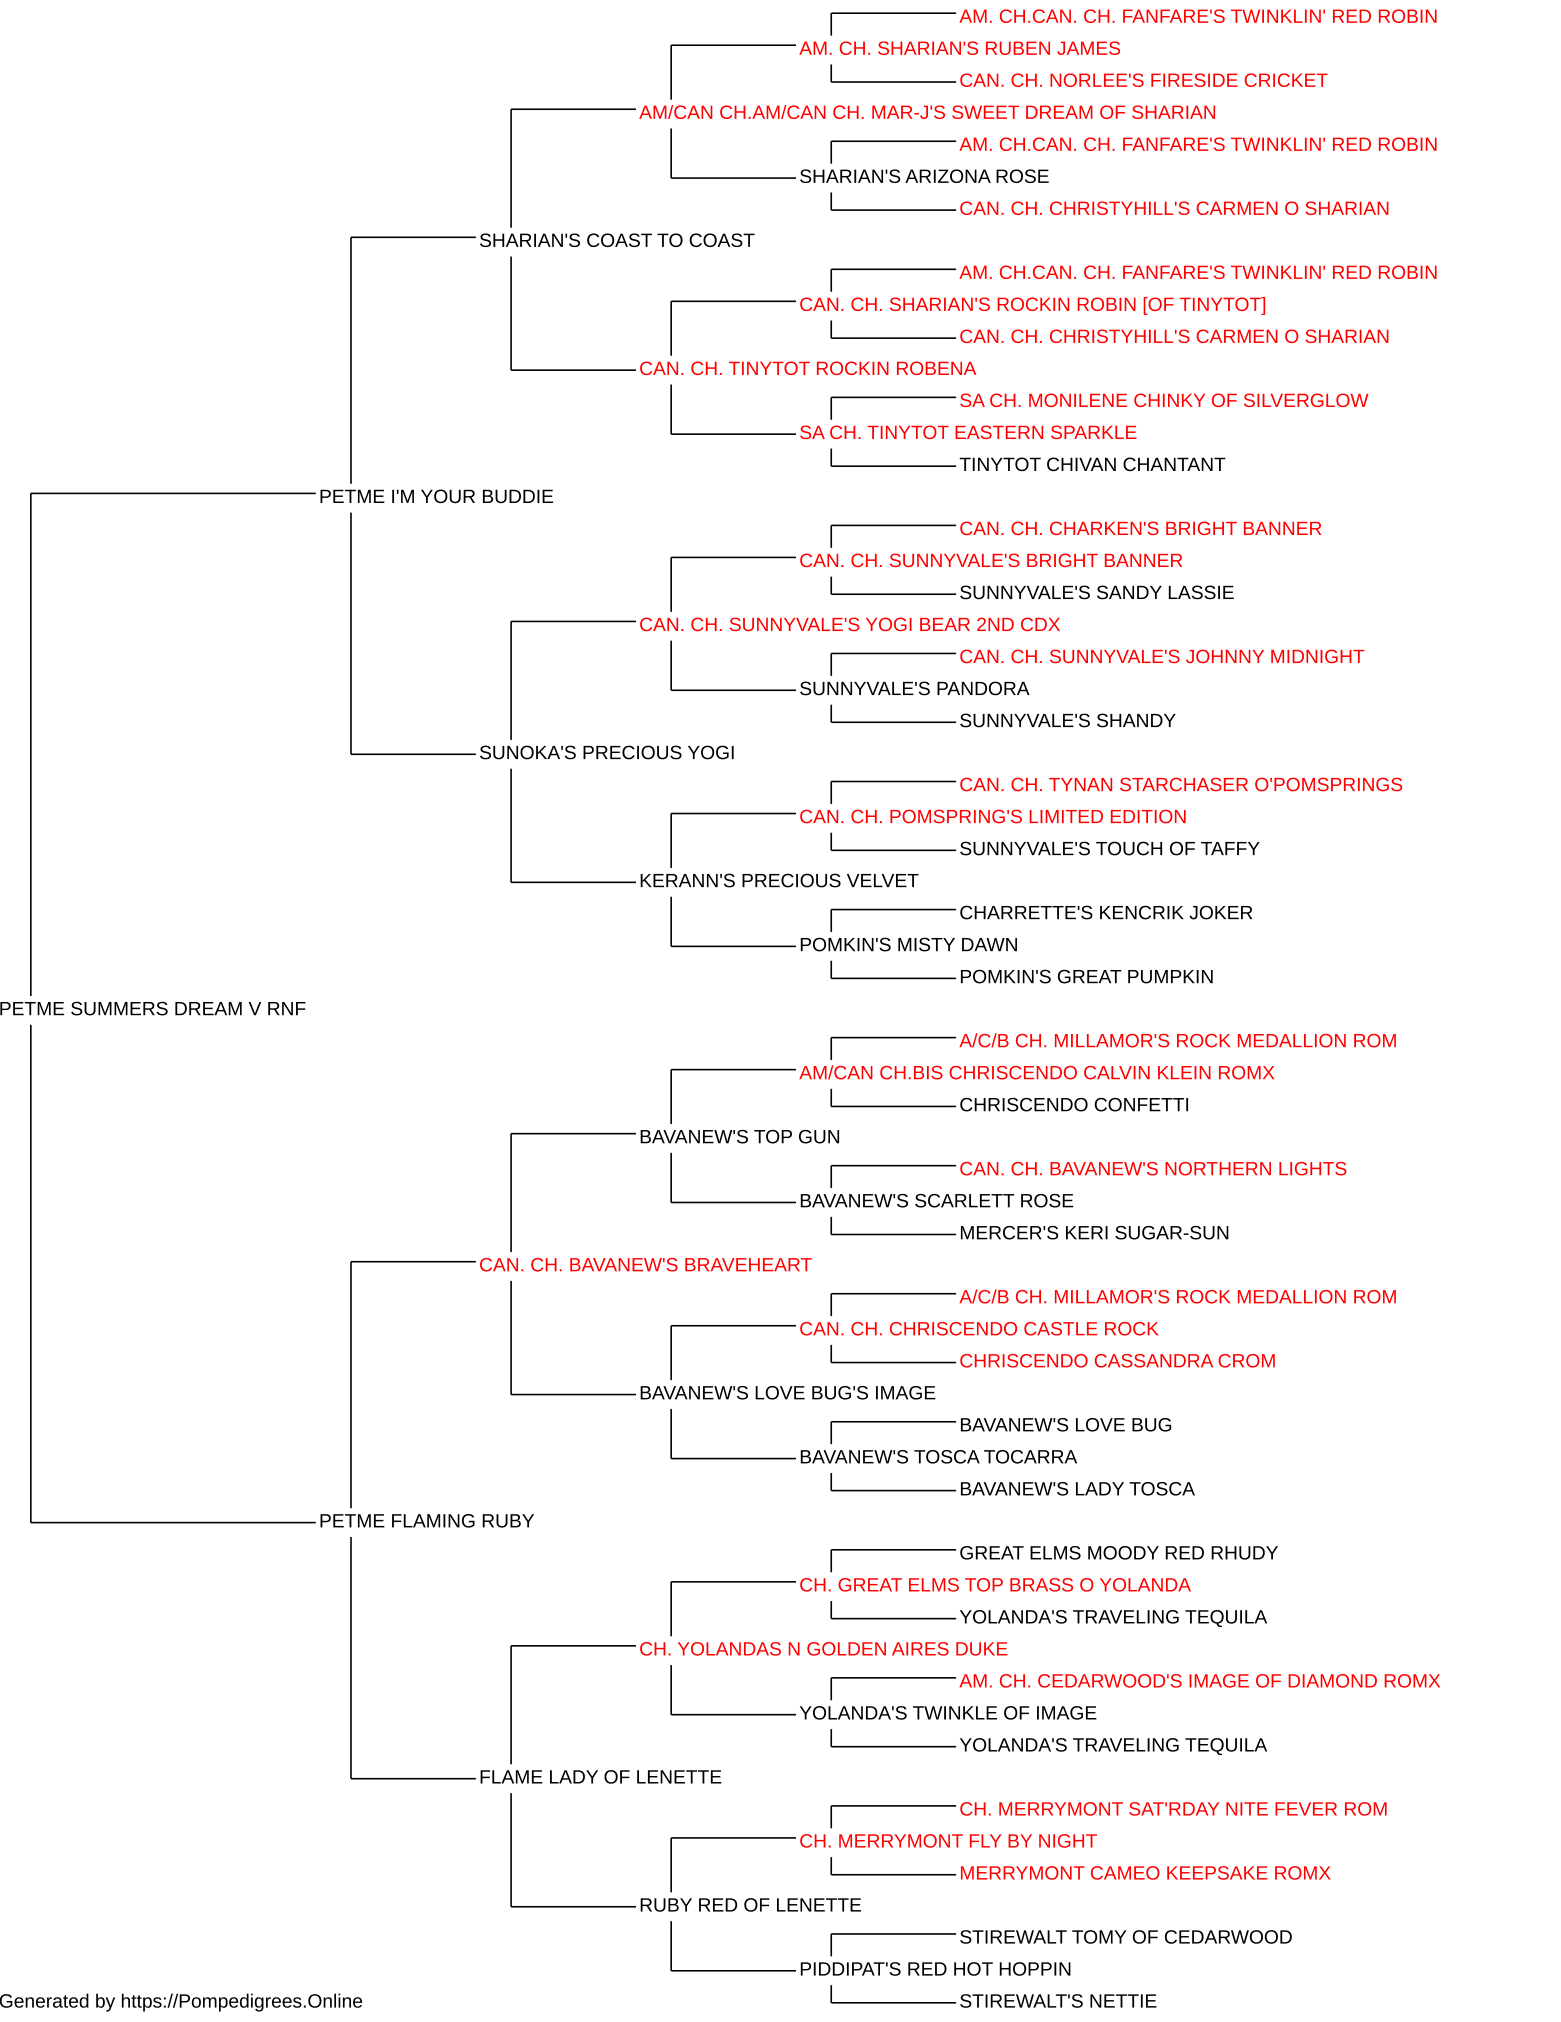 AM. CH.CAN. CH. FANFARE'S TWINKLIN' RED ROBIN
AM. CH. SHARIAN'S RUBEN JAMES
CAN. CH. NORLEE'S FIRESIDE CRICKET
AM/CAN CH.AM/CAN CH. MAR-J'S SWEET DREAM OF SHARIAN
AM. CH.CAN. CH. FANFARE'S TWINKLIN' RED ROBIN
SHARIAN'S ARIZONA ROSE
CAN. CH. CHRISTYHILL'S CARMEN O SHARIAN
SHARIAN'S COAST TO COAST
AM. CH.CAN. CH. FANFARE'S TWINKLIN' RED ROBIN
CAN. CH. SHARIAN'S ROCKIN ROBIN [OF TINYTOT]
CAN. CH. CHRISTYHILL'S CARMEN O SHARIAN
CAN. CH. TINYTOT ROCKIN ROBENA
SA CH. MONILENE CHINKY OF SILVERGLOW
SA CH. TINYTOT EASTERN SPARKLE
TINYTOT CHIVAN CHANTANT
PETME I'M YOUR BUDDIE
CAN. CH. CHARKEN'S BRIGHT BANNER
CAN. CH. SUNNYVALE'S BRIGHT BANNER
SUNNYVALE'S SANDY LASSIE
CAN. CH. SUNNYVALE'S YOGI BEAR 2ND CDX
CAN. CH. SUNNYVALE'S JOHNNY MIDNIGHT
SUNNYVALE'S PANDORA
SUNNYVALE'S SHANDY
SUNOKA'S PRECIOUS YOGI
CAN. CH. TYNAN STARCHASER O'POMSPRINGS
CAN. CH. POMSPRING'S LIMITED EDITION
SUNNYVALE'S TOUCH OF TAFFY
KERANN'S PRECIOUS VELVET
CHARRETTE'S KENCRIK JOKER
POMKIN'S MISTY DAWN
POMKIN'S GREAT PUMPKIN
PETME SUMMERS DREAM V RNF
A/C/B CH. MILLAMOR'S ROCK MEDALLION ROM
AM/CAN CH.BIS CHRISCENDO CALVIN KLEIN ROMX
CHRISCENDO CONFETTI
BAVANEW'S TOP GUN
CAN. CH. BAVANEW'S NORTHERN LIGHTS
BAVANEW'S SCARLETT ROSE
MERCER'S KERI SUGAR-SUN
CAN. CH. BAVANEW'S BRAVEHEART
A/C/B CH. MILLAMOR'S ROCK MEDALLION ROM
CAN. CH. CHRISCENDO CASTLE ROCK
CHRISCENDO CASSANDRA CROM
BAVANEW'S LOVE BUG'S IMAGE
BAVANEW'S LOVE BUG
BAVANEW'S TOSCA TOCARRA
BAVANEW'S LADY TOSCA
PETME FLAMING RUBY
GREAT ELMS MOODY RED RHUDY
CH. GREAT ELMS TOP BRASS O YOLANDA
YOLANDA'S TRAVELING TEQUILA
CH. YOLANDAS N GOLDEN AIRES DUKE
AM. CH. CEDARWOOD'S IMAGE OF DIAMOND ROMX
YOLANDA'S TWINKLE OF IMAGE
YOLANDA'S TRAVELING TEQUILA
FLAME LADY OF LENETTE
CH. MERRYMONT SAT'RDAY NITE FEVER ROM
CH. MERRYMONT FLY BY NIGHT
MERRYMONT CAMEO KEEPSAKE ROMX
RUBY RED OF LENETTE
STIREWALT TOMY OF CEDARWOOD
PIDDIPAT'S RED HOT HOPPIN
STIREWALT'S NETTIE
Generated by https://Pompedigrees.Online